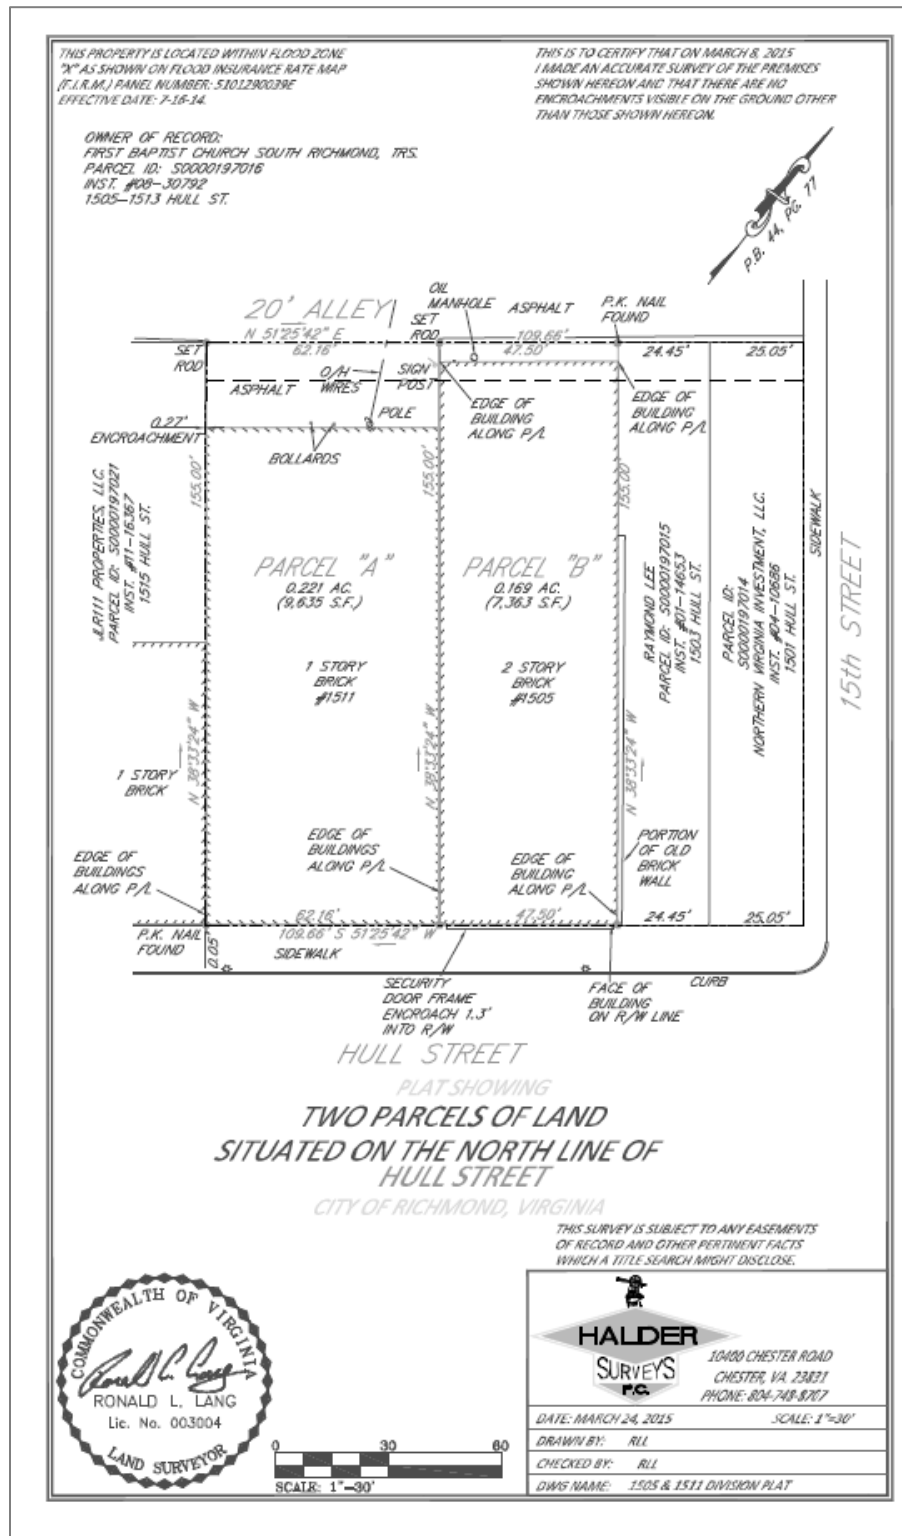 THIS PROPERTY IS LOCATED WITHIN FLOOD ZONE
"X" AS SHOWN ON FLOOD INSURANCE RATE MAP
(F.I.R.M.) PANEL NUMBER: 5101290039E
EFFECTIVE DATE: 7-16-14.
THIS IS TO CERTIFY THAT ON MARCH 8, 2015
I MADE AN ACCURATE SURVEY OF THE PREMISES
SHOWN HEREON AND THAT THERE ARE NO
ENCROACHMENTS VISIBLE ON THE GROUND OTHER
THAN THOSE SHOWN HEREON.
OWNER OF RECORD:
FIRST BAPTIST CHURCH SOUTH RICHMOND, TRS.
PARCEL ID: S0000197016
INST. #08-30792
1505-1513 HULL ST.
P.B. 44, PG. 77
20' ALLEY
N 51°25'42" E
62.16'
SET
ROD
OIL
MANHOLE
ASPHALT
P.K. NAIL
FOUND
109.66'
47.50'
24.45'
25.05'
SET
ROD
ASPHALT
O/H
WIRES
SIGN
POST
POLE
EDGE OF
BUILDING
ALONG P/L
EDGE OF
BUILDING
ALONG P/L
0.27'
ENCROACHMENT
BOLLARDS
155.00'
155.00'
155.00'
JLR111 PROPERTIES, LLC.
PARCEL ID: S0000197021
INST. #11-16367
1515 HULL ST.
PARCEL "A"
0.221 AC.
(9,635 S.F.)
PARCEL "B"
0.169 AC.
(7,363 S.F.)
RAYMOND LEE
PARCEL ID: S0000197015
INST. #01-14653
1503 HULL ST.
PARCEL ID:
S0000197014
NORTHERN VIRGINIA INVESTMENT, LLC.
INST. #04-10686
1501 HULL ST.
SIDEWALK
15th STREET
1 STORY
BRICK
#1511
2 STORY
BRICK
#1505
N 38°33'24" W
N 38°33'24" W
N 38°33'24" W
1 STORY
BRICK
EDGE OF
BUILDINGS
ALONG P/L
EDGE OF
BUILDINGS
ALONG P/L
EDGE OF
BUILDING
ALONG P/L
PORTION
OF OLD
BRICK
WALL
62.16'
47.50'
24.45'
25.05'
P.K. NAIL
FOUND
0.05'
109.66' S 51°25'42" W
SIDEWALK
SECURITY
DOOR FRAME
ENCROACH 1.3'
INTO R/W
FACE OF
BUILDING
ON R/W LINE
CURB
HULL STREET
PLAT SHOWING
TWO PARCELS OF LAND
SITUATED ON THE NORTH LINE OF
HULL STREET
CITY OF RICHMOND, VIRGINIA
THIS SURVEY IS SUBJECT TO ANY EASEMENTS
OF RECORD AND OTHER PERTINENT FACTS
WHICH A TITLE SEARCH MIGHT DISCLOSE.
COMMONWEALTH OF VIRGINIA
RONALD L. LANG
Lic. No. 003004
LAND SURVEYOR
0 30 60
SCALE: 1"=30'
HALDER
SURVEYS
P.C.
10400 CHESTER ROAD
CHESTER, VA. 23831
PHONE: 804-748-8707
DATE: MARCH 24, 2015 SCALE: 1"=30'
DRAWN BY: RLL
CHECKED BY: RLL
DWG NAME: 1505 & 1511 DIVISION PLAT